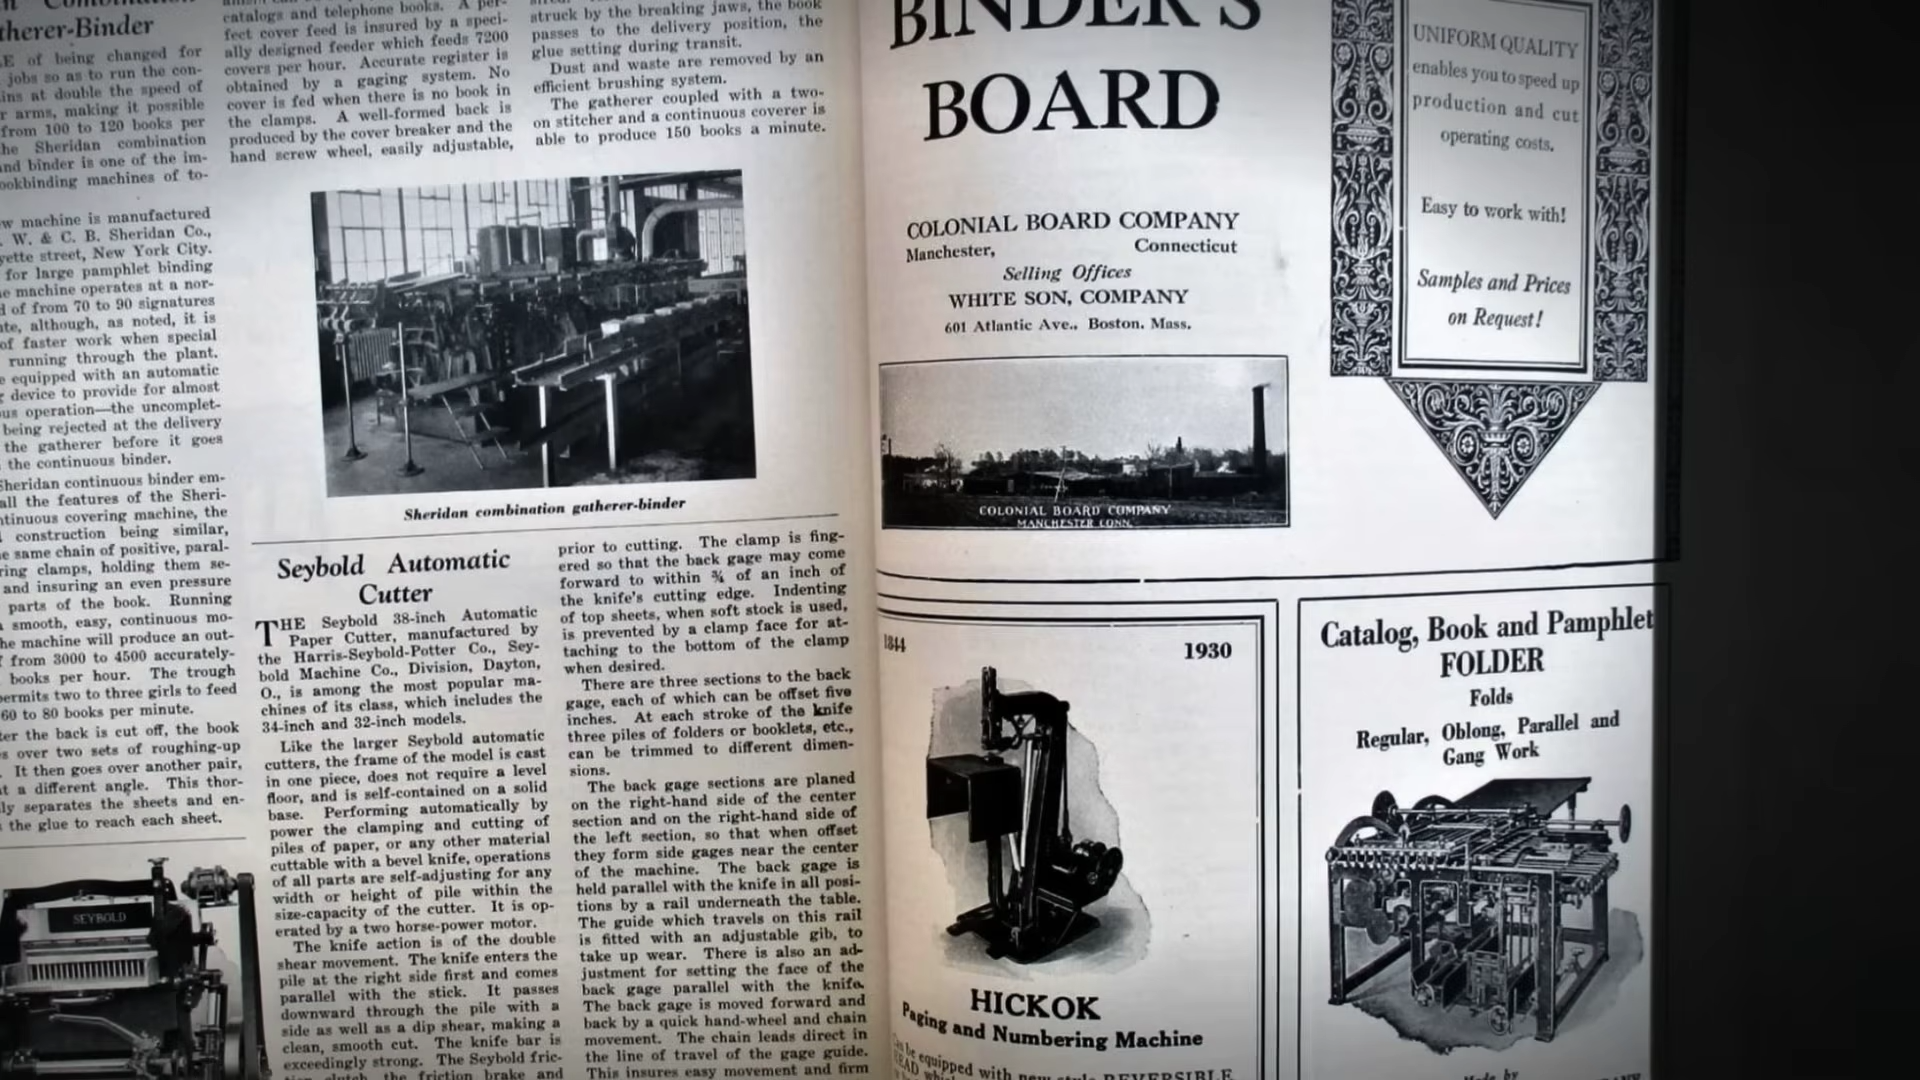 therer-Binder
E of being changed for
jobs so as to run the con-
ins at double the speed of
r arms, making it possible
from 100 to 120 books per
he Sheridan combination
and binder is one of the im-
ookbinding machines of to-
w machine is manufactured
. W. & C. B. Sheridan Co.,
yette street, New York City.
for large pamphlet binding
e machine operates at a nor-
d of from 70 to 90 signatures
te, although, as noted, it is
of faster work when special
running through the plant.
e equipped with an automatic
g device to provide for almost
us operation—the uncomplet-
being rejected at the delivery
the gatherer before it goes
the continuous binder.
Sheridan continuous binder em-
all the features of the Sheri-
ntinuous covering machine, the
l construction being similar,
e same chain of positive, paral-
ring clamps, holding them se-
and insuring an even pressure
parts of the book. Running
a smooth, easy, continuous mo-
he machine will produce an out-
f from 3000 to 4500 accurately-
books per hour. The trough
permits two to three girls to feed
60 to 80 books per minute.
ter the back is cut off, the book
s over two sets of roughing-up
. It then goes over another pair,
t a different angle. This thor-
ly separates the sheets and en-
s the glue to reach each sheet.
SEYBOLD
catalogs and telephone books. A per-
fect cover feed is insured by a speci-
ally designed feeder which feeds 7200
covers per hour. Accurate register is
obtained by a gaging system. No
cover is fed when there is no book in
the clamps. A well-formed back is
produced by the cover breaker and the
hand screw wheel, easily adjustable,
struck by the breaking jaws, the book
passes to the delivery position, the
glue setting during transit.
Dust and waste are removed by an
efficient brushing system.
The gatherer coupled with a two-
on stitcher and a continuous coverer is
able to produce 150 books a minute.
Sheridan combination gatherer-binder
Seybold Automatic
Cutter
THE Seybold 38-inch Automatic
Paper Cutter, manufactured by
the Harris-Seybold-Potter Co., Sey-
bold Machine Co., Division, Dayton,
O., is among the most popular ma-
chines of its class, which includes the
34-inch and 32-inch models.
Like the larger Seybold automatic
cutters, the frame of the model is cast
in one piece, does not require a level
floor, and is self-contained on a solid
base. Performing automatically by
power the clamping and cutting of
piles of paper, or any other material
cuttable with a bevel knife, operations
of all parts are self-adjusting for any
width or height of pile within the
size-capacity of the cutter. It is op-
erated by a two horse-power motor.
The knife action is of the double
shear movement. The knife enters the
pile at the right side first and comes
parallel with the stick. It passes
downward through the pile with a
side as well as a dip shear, making a
clean, smooth cut. The knife bar is
exceedingly strong. The Seybold fric-
tion clutch, the friction brake and
prior to cutting. The clamp is fing-
ered so that the back gage may come
forward to within ¾ of an inch of
the knife's cutting edge. Indenting
of top sheets, when soft stock is used,
is prevented by a clamp face for at-
taching to the bottom of the clamp
when desired.
There are three sections to the back
gage, each of which can be offset five
inches. At each stroke of the knife
three piles of folders or booklets, etc.,
can be trimmed to different dimen-
sions.
The back gage sections are planed
on the right-hand side of the center
section and on the right-hand side of
the left section, so that when offset
they form side gages near the center
of the machine. The back gage is
held parallel with the knife in all posi-
tions by a rail underneath the table.
The guide which travels on this rail
is fitted with an adjustable gib, to
take up wear. There is also an ad-
justment for setting the face of the
back gage parallel with the knife.
The back gage is moved forward and
back by a quick hand-wheel and chain
movement. The chain leads direct in
the line of travel of the gage guide.
This insures easy movement and firm
BINDER'S
BOARD
COLONIAL BOARD COMPANY
Manchester, Connecticut
Selling Offices
WHITE SON, COMPANY
601 Atlantic Ave., Boston, Mass.
COLONIAL BOARD COMPANY
MANCHESTER CONN.
UNIFORM QUALITY
enables you to speed up
production and cut
operating costs.
Easy to work with!
Samples and Prices
on Request!
1844 1930
HICKOK
Paging and Numbering Machine
be equipped with new style REVERSIBLE
Catalog, Book and Pamphlet
FOLDER
Folds
Regular, Oblong, Parallel and
Gang Work
Made by